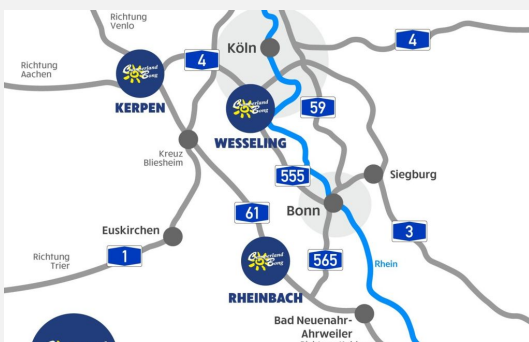 Richtung
Venlo
Köln
4
4
Richtung
Aachen
KERPEN
59
WESSELING
Kreuz
Bliesheim
555
Siegburg
61
Bonn
Euskirchen
3
1
565
Richtung
Trier
Rhein
RHEINBACH
Bad Neuenahr-
Ahrweiler